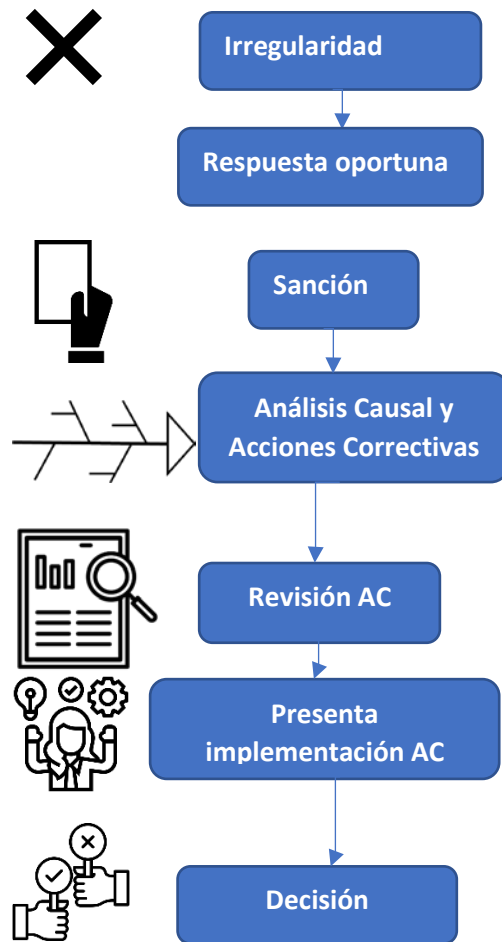 Irregularidad
Respuesta oportuna
Sanción
Análisis Causal y
Acciones Correctivas
Revisión AC
Presenta
implementación AC
Decisión